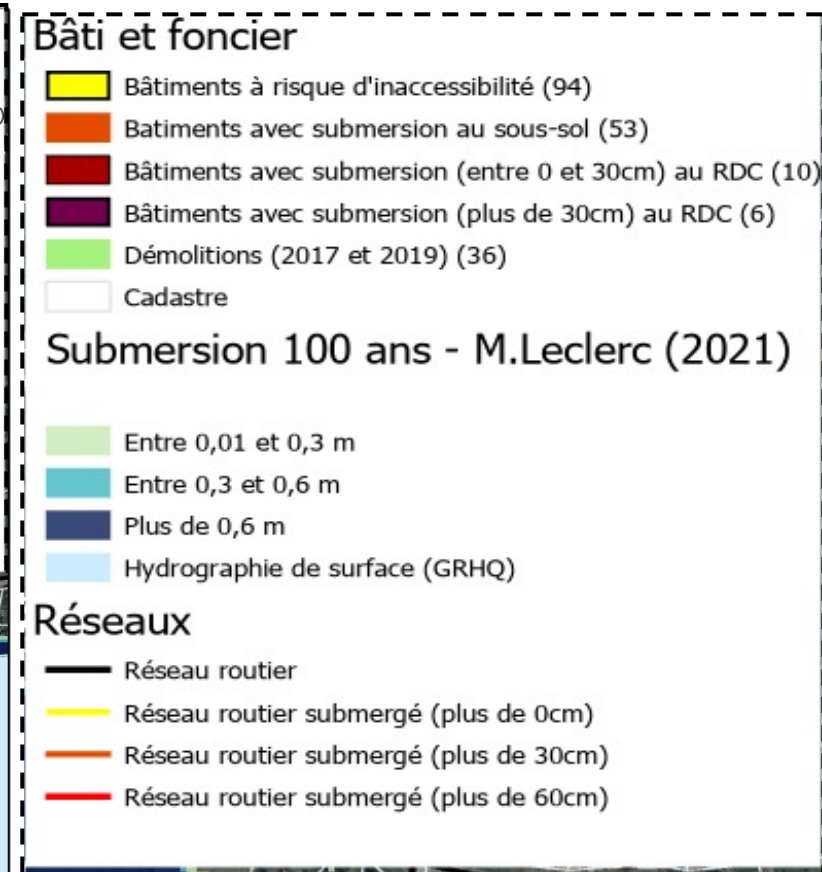 Bâti et foncier
Bâtiments à risque d'inaccessibilité (94)
Batiments avec submersion au sous-sol (53)
Bâtiments avec submersion (entre 0 et 30cm) au RDC (10)
Bâtiments avec submersion (plus de 30cm) au RDC (6)
Démolitions (2017 et 2019) (36)
Cadastre
Submersion 100 ans - M.Leclerc (2021)
Entre 0,01 et 0,3 m
Entre 0,3 et 0,6 m
Plus de 0,6 m
Hydrographie de surface (GRHQ)
Réseaux
Réseau routier
Réseau routier submergé (plus de 0cm)
Réseau routier submergé (plus de 30cm)
Réseau routier submergé (plus de 60cm)